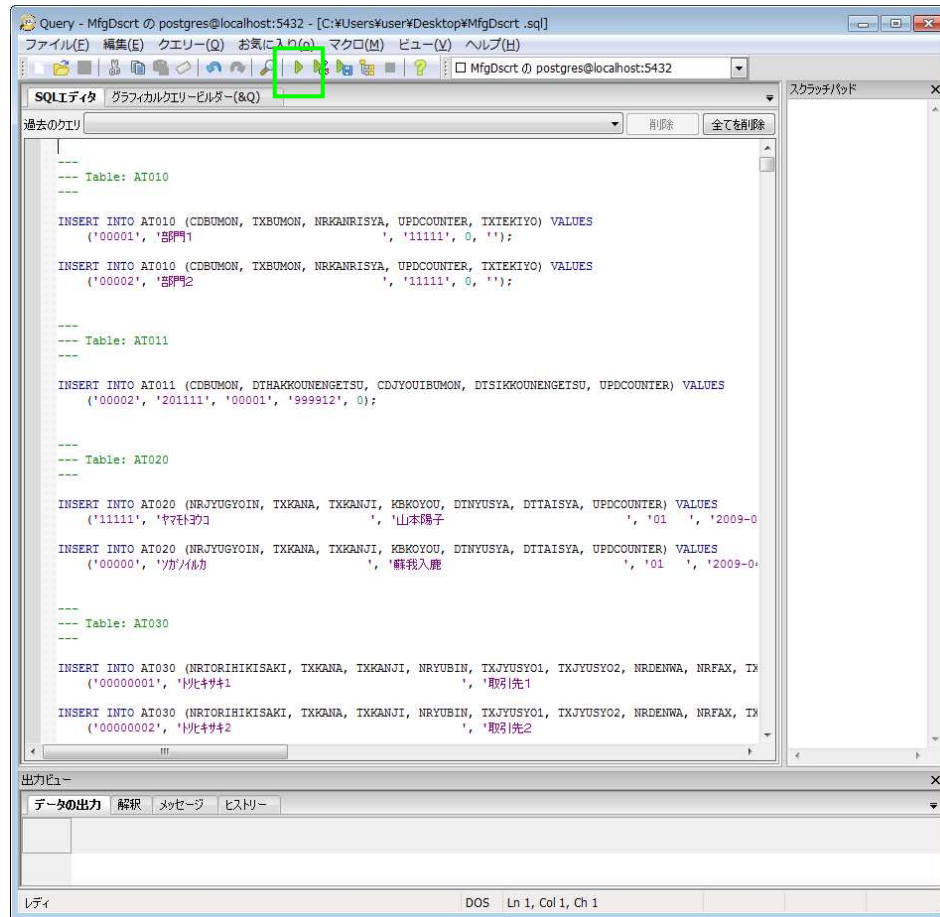 Query - MfgDscrt の postgres@localhost:5432 - [C:¥Users¥user¥Desktop¥MfgDscrt .sql]
ファイル(F) 編集(E) クエリー(Q) お気に入り(o) マクロ(M) ビュー(V) ヘルプ(H)
MfgDscrt の postgres@localhost:5432
SQLエディタ グラフィカルクエリービルダー(&Q) スクラッチパッド
過去のクエリ 削除 全てを削除
---
--- Table: AT010
---
INSERT INTO AT010 (CDBUMON, TXBUMON, NRKANRISYA, UPDCOUNTER, TXTEKIYO) VALUES
('00001', '部門1 ', '11111', 0, '');
INSERT INTO AT010 (CDBUMON, TXBUMON, NRKANRISYA, UPDCOUNTER, TXTEKIYO) VALUES
('00002', '部門2 ', '11111', 0, '');
---
--- Table: AT011
---
INSERT INTO AT011 (CDBUMON, DTHAKKOUNENGETSU, CDJYOUIBUMON, DTSIKKOUNENGETSU, UPDCOUNTER) VALUES
('00002', '201111', '00001', '999912', 0);
---
--- Table: AT020
---
INSERT INTO AT020 (NRJYUGYOIN, TXKANA, TXKANJI, KBKOYOU, DTNYUSYA, DTTAISYA, UPDCOUNTER) VALUES
('11111', 'ﾔﾏﾓﾄﾖｳｺ ', '山本陽子 ', '01 ', '2009-0
INSERT INTO AT020 (NRJYUGYOIN, TXKANA, TXKANJI, KBKOYOU, DTNYUSYA, DTTAISYA, UPDCOUNTER) VALUES
('00000', 'ｿｶﾞﾉｲﾙｶ ', '蘇我入鹿 ', '01 ', '2009-04
---
--- Table: AT030
---
INSERT INTO AT030 (NRTORIHIKISAKI, TXKANA, TXKANJI, NRYUBIN, TXJYUSYO1, TXJYUSYO2, NRDENWA, NRFAX, TX
('00000001', 'ﾄﾘﾋｷｻｷ1 ', '取引先1
INSERT INTO AT030 (NRTORIHIKISAKI, TXKANA, TXKANJI, NRYUBIN, TXJYUSYO1, TXJYUSYO2, NRDENWA, NRFAX, TX
('00000002', 'ﾄﾘﾋｷｻｷ2 ', '取引先2
出力ビュー
データの出力 解釈 メッセージ ヒストリー
レディ DOS Ln 1, Col 1, Ch 1